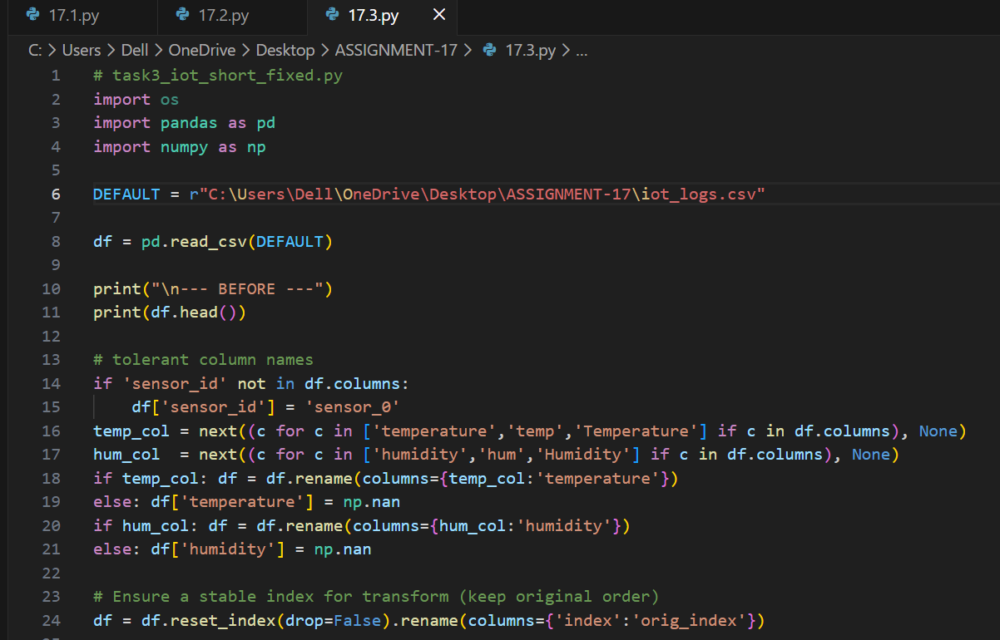 17.1.py 17.2.py 17.3.py
C: > Users > Dell > OneDrive > Desktop > ASSIGNMENT-17 > 17.3.py > ...
1 # task3_iot_short_fixed.py
2 import os
3 import pandas as pd
4 import numpy as np
5
6 DEFAULT = r"C:\Users\Dell\OneDrive\Desktop\ASSIGNMENT-17\iot_logs.csv"
7
8 df = pd.read_csv(DEFAULT)
9
10 print("\n--- BEFORE ---")
11 print(df.head())
12
13 # tolerant column names
14 if 'sensor_id' not in df.columns:
15     df['sensor_id'] = 'sensor_0'
16 temp_col = next((c for c in ['temperature','temp','Temperature'] if c in df.columns), None)
17 hum_col  = next((c for c in ['humidity','hum','Humidity'] if c in df.columns), None)
18 if temp_col: df = df.rename(columns={temp_col:'temperature'})
19 else: df['temperature'] = np.nan
20 if hum_col: df = df.rename(columns={hum_col:'humidity'})
21 else: df['humidity'] = np.nan
22
23 # Ensure a stable index for transform (keep original order)
24 df = df.reset_index(drop=False).rename(columns={'index':'orig_index'})